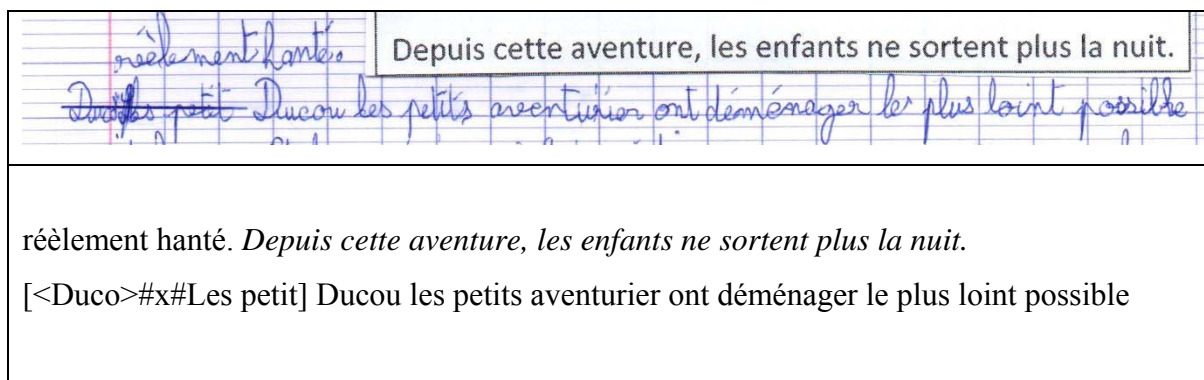 réèlement hanté. Depuis cette aventure, les enfants ne sortent plus la nuit.
Ducou les petits aventurier ont déménager le plus loint possible
réèlement hanté. Depuis cette aventure, les enfants ne sortent plus la nuit.
[<Duco>#x#Les petit] Ducou les petits aventurier ont déménager le plus loint possible